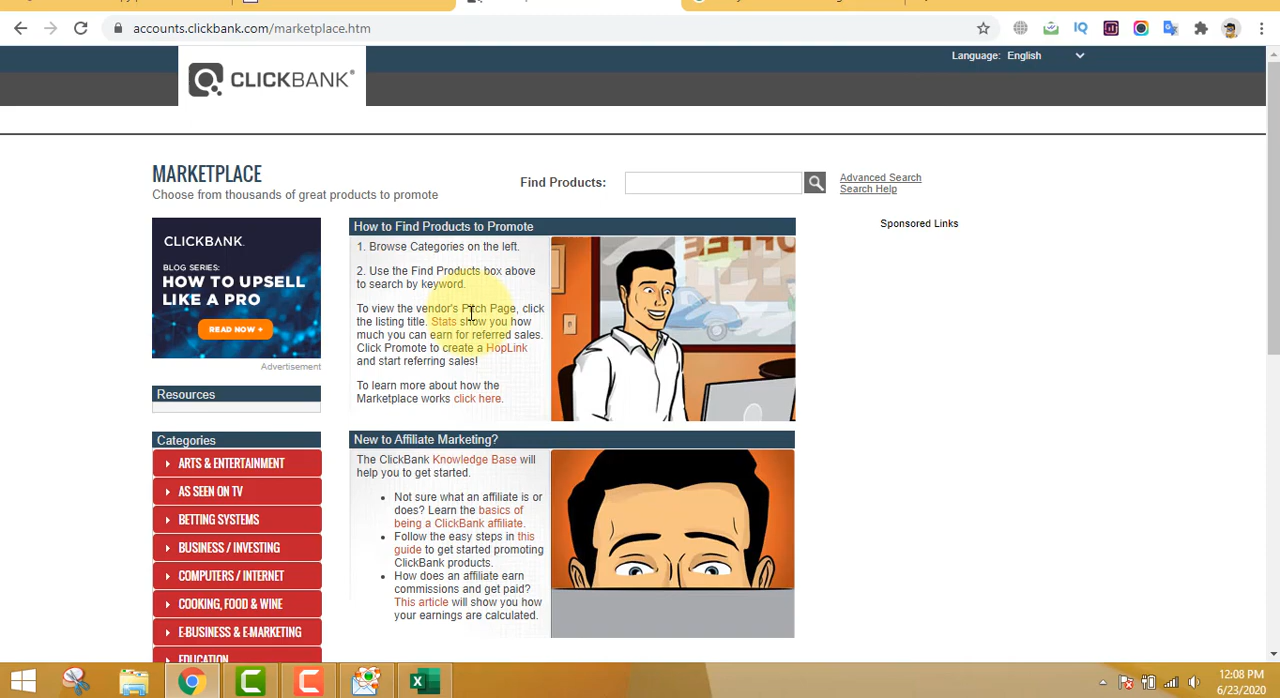 accounts.clickbank.com/marketplace.htm
IQ
Language: English
CLICKBANK®
MARKETPLACE
Choose from thousands of great products to promote
Find Products:
Advanced Search
Search Help
CLICKBANK.
BLOG SERIES:
HOW TO UPSELL
LIKE A PRO
READ NOW
Advertisement
Resources
Categories
ARTS & ENTERTAINMENT
AS SEEN ON TV
BETTING SYSTEMS
BUSINESS / INVESTING
COMPUTERS / INTERNET
COOKING, FOOD & WINE
E-BUSINESS & E-MARKETING
EDUCATION
How to Find Products to Promote
1. Browse Categories on the left.
2. Use the Find Products box above
to search by keyword.
To view the vendor's Pitch Page, click
the listing title. Stats show you how
much you can earn for referred sales.
Click Promote to create a HopLink
and start referring sales!
To learn more about how the
Marketplace works click here.
New to Affiliate Marketing?
The ClickBank Knowledge Base will
help you to get started.
• Not sure what an affiliate is or
does? Learn the basics of
being a ClickBank affiliate.
• Follow the easy steps in this
guide to get started promoting
ClickBank products.
• How does an affiliate earn
commissions and get paid?
This article will show you how
your earnings are calculated.
Sponsored Links
12:08 PM
6/23/2020